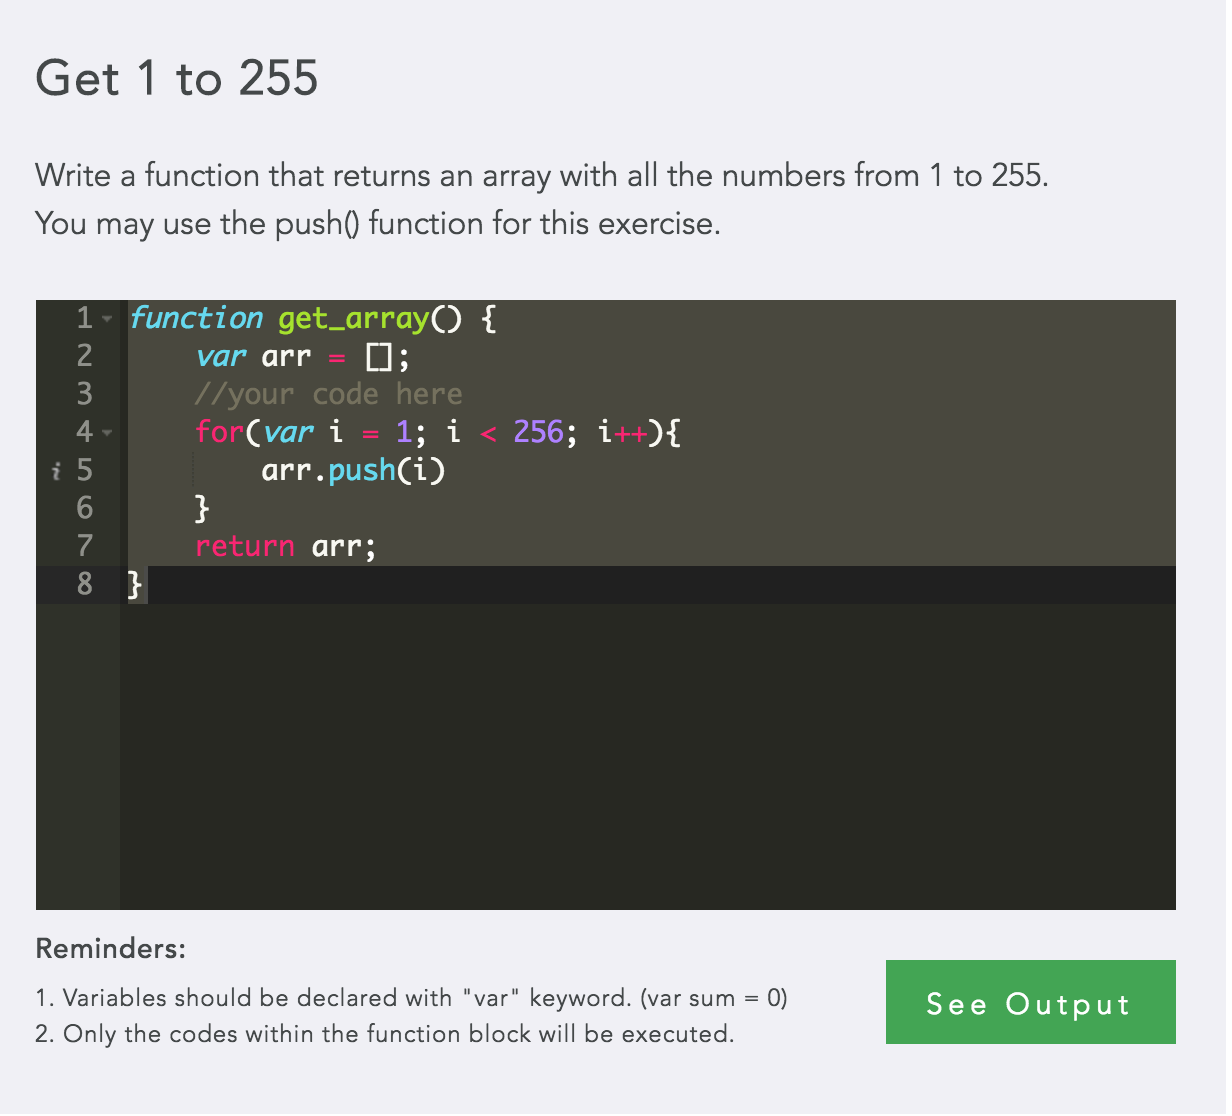 Get 1 to 255
Write a function that returns an array with all the numbers from 1 to 255.
You may use the push() function for this exercise.
1 function get_array() {
2     var arr = [];
3     //your code here
4     for(var i = 1; i < 256; i++){
i 5         arr.push(i)
6     }
7     return arr;
8 }
Reminders:
1. Variables should be declared with "var" keyword. (var sum = 0)
2. Only the codes within the function block will be executed.
See Output